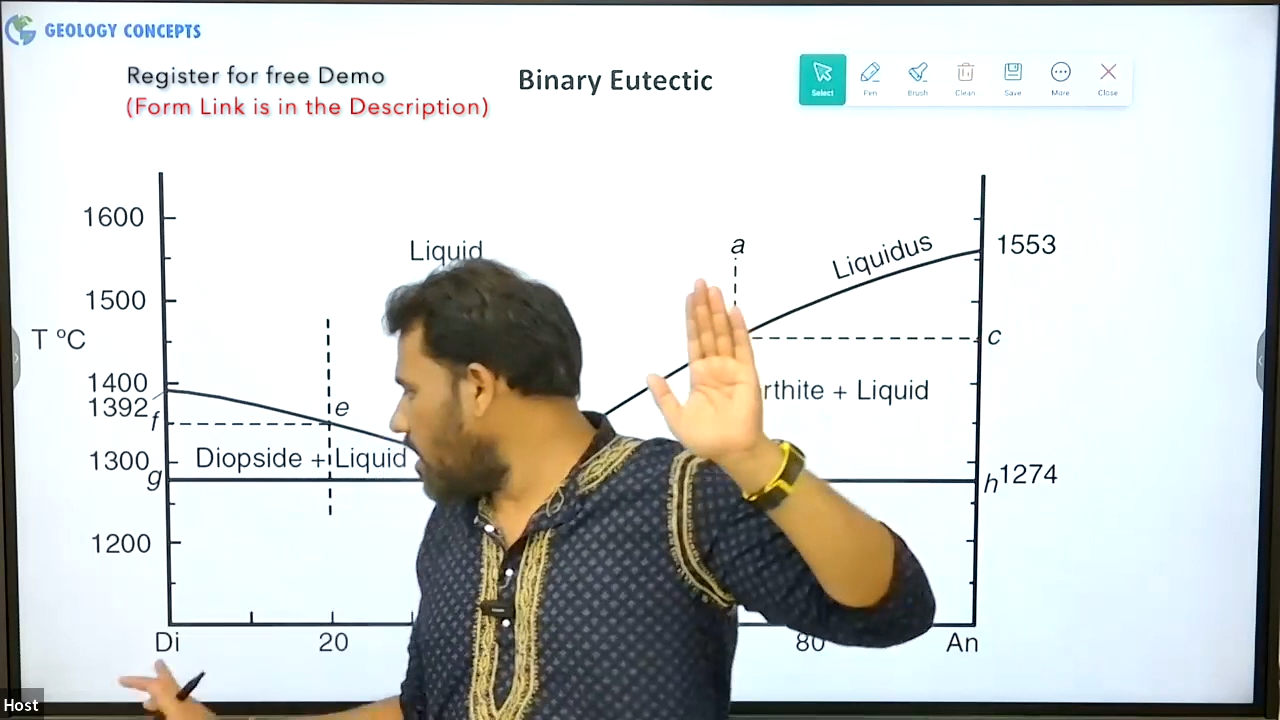 GEOLOGY CONCEPTS
Register for free Demo
(Form Link is in the Description)
Binary Eutectic
Select
Pen
Brush
Clean
Save
More
Close
1600
Liquid
a
Liquidus
1553
1500
T ºC
c
1400
1392
f
e
rthite + Liquid
1300
Diopside + Liquid
g
h
1274
1200
Di
20
80
An
Host